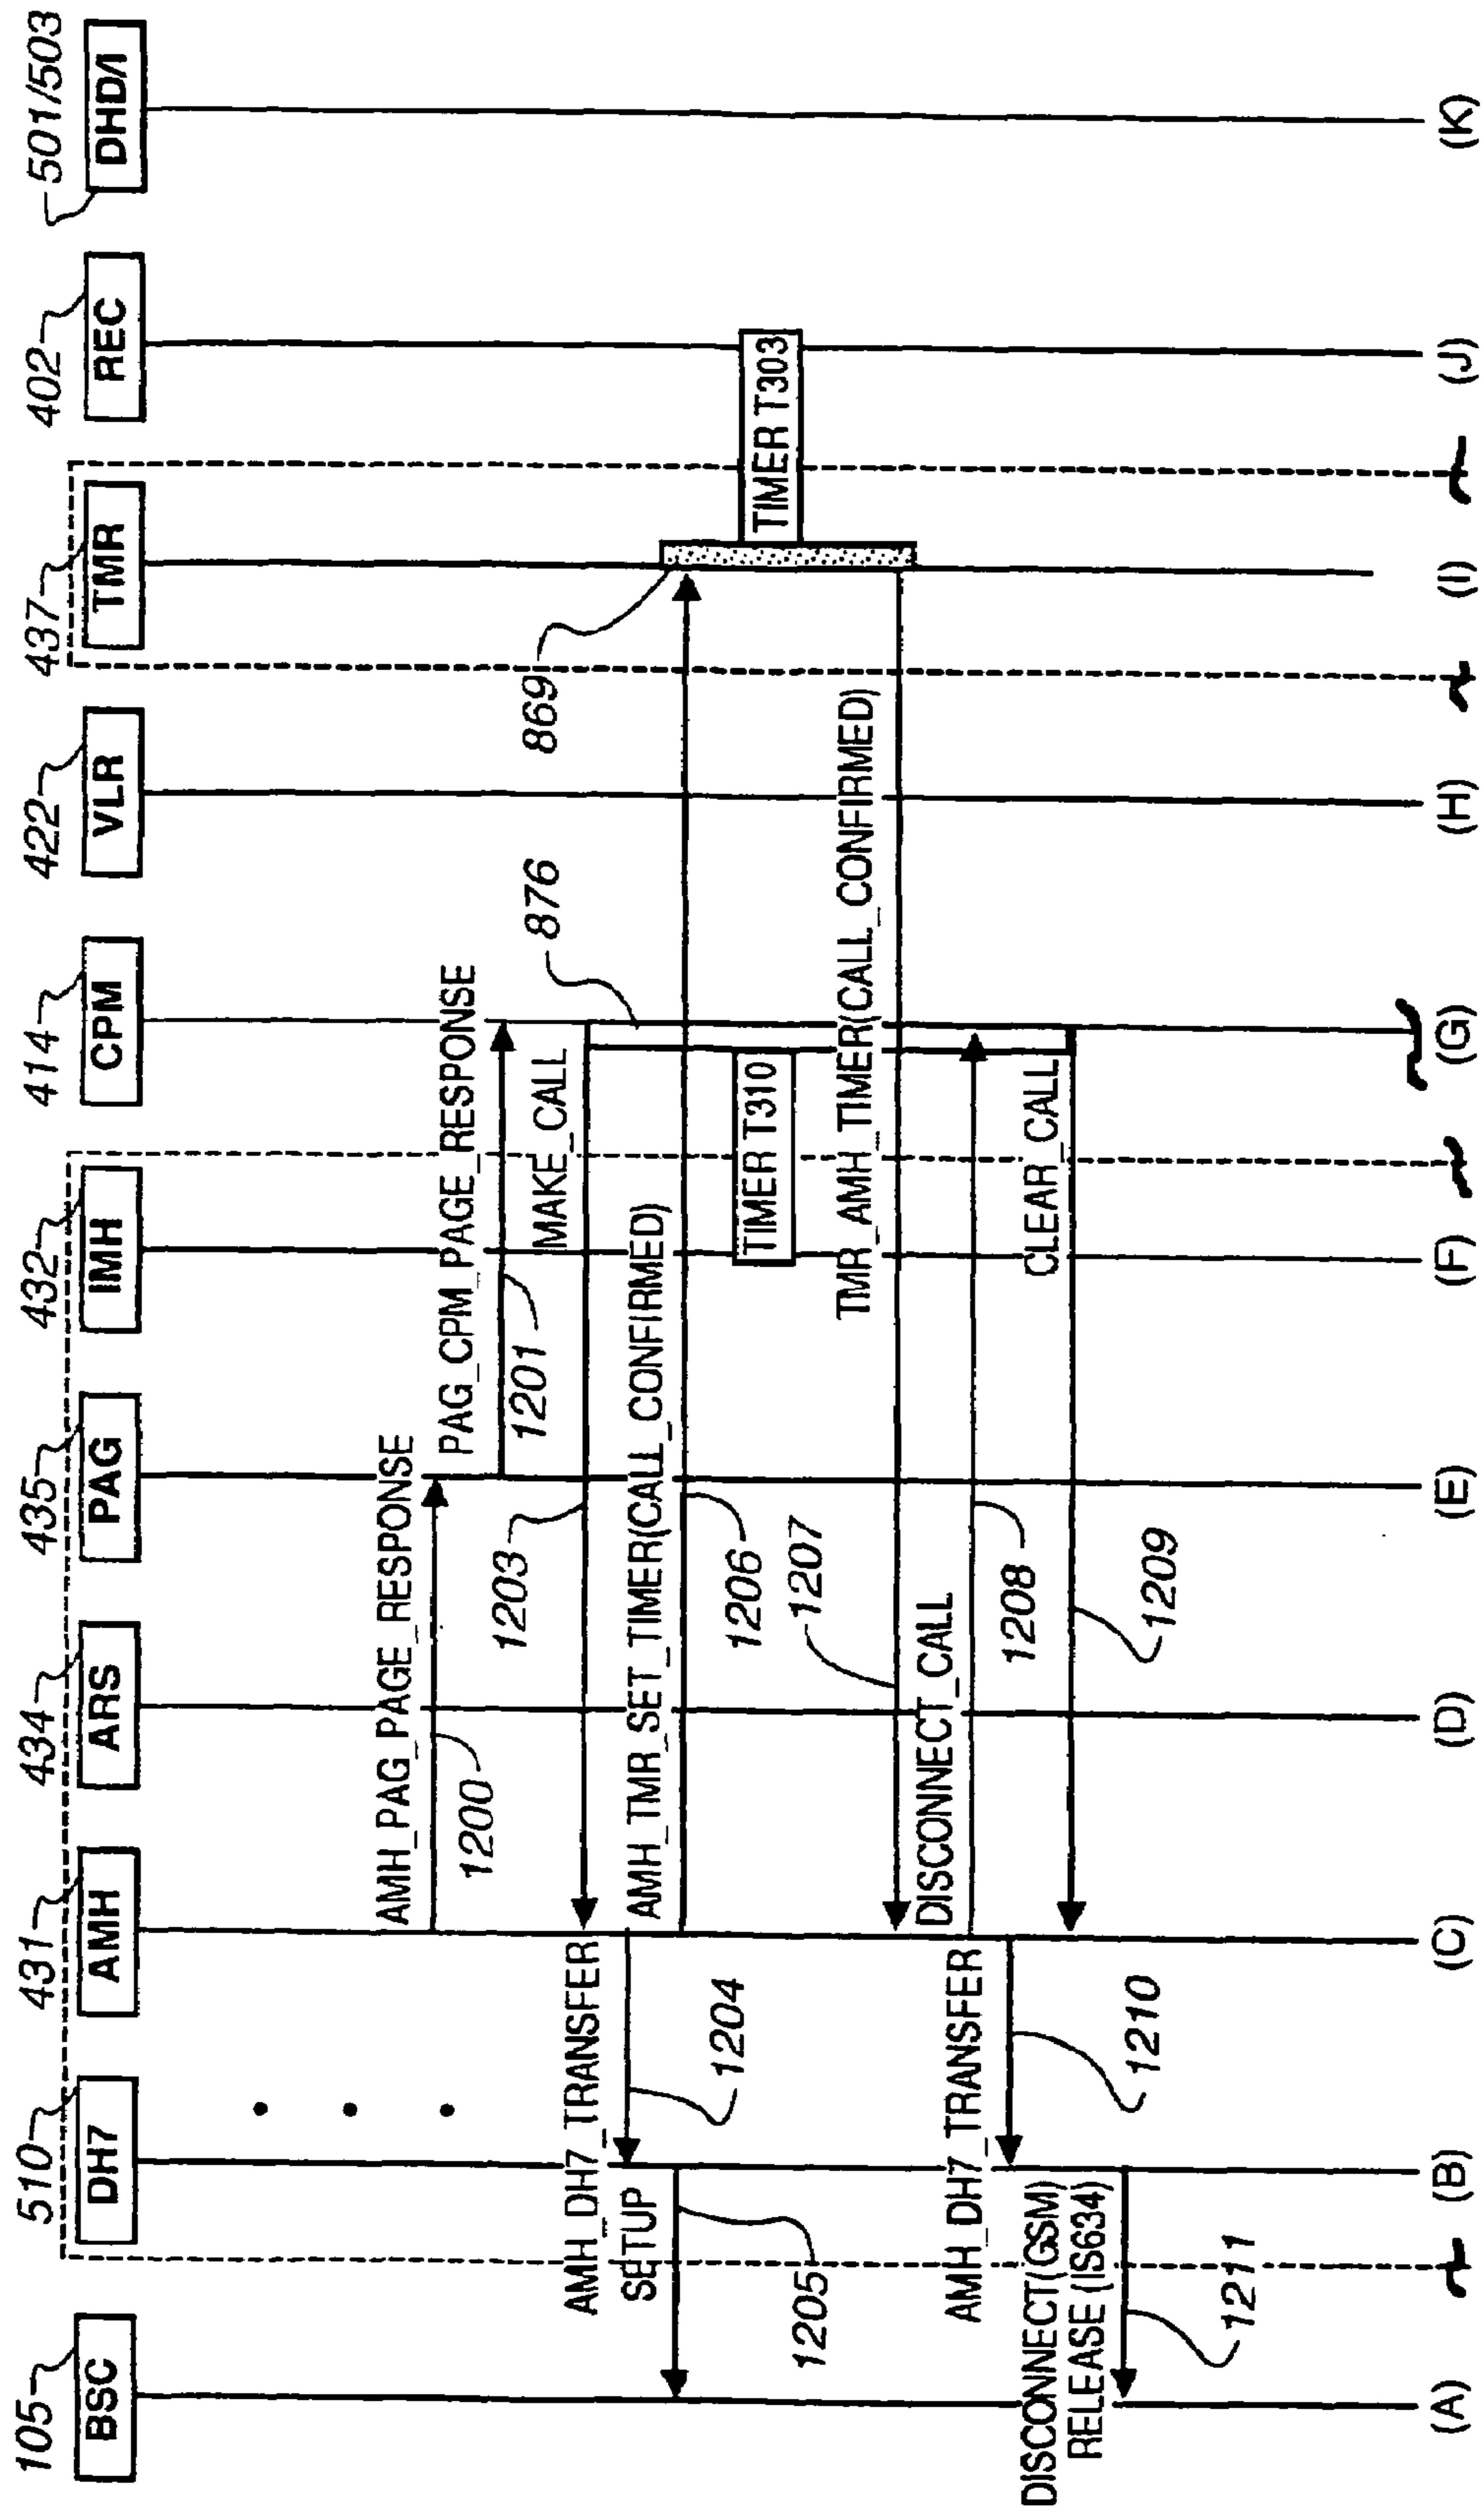 105
BSC
510
DH7
431
AMH
434
ARS
435
PAG
432
IMH
414
CPM
422
VLR
437
TMR
402
REC
501/503
DHD/I
AMH_PAG_PAGE_RESPONSE
1200
PAG_CPM_PAGE_RESPONSE
1201
MAKE_CALL
1203
876
AMH_DH7_TRANSFER
1204
SETUP
1205
AMH_TMR_SET_TIMER(CALL_CONFIRMED)
1206
869
TIMER T310
TIMER T303
TMR_AMH_TIMER(CALL_CONFIRMED)
1207
DISCONNECT_CALL
1208
CLEAR_CALL
1209
AMH_DH7_TRANSFER
1210
DISCONNECT(GSM)
RELEASE (IS634)
1211
(A)
(B)
(C)
(D)
(E)
(F)
(G)
(H)
(I)
(J)
(K)